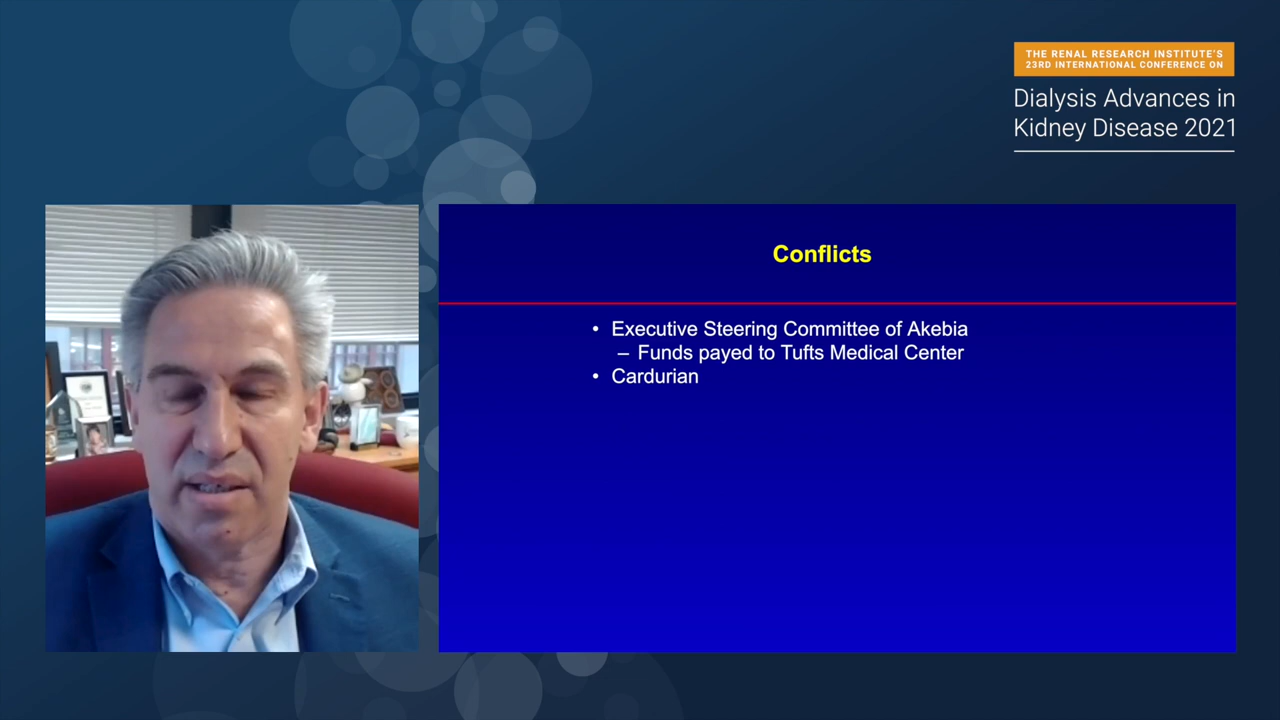 THE RENAL RESEARCH INSTITUTE'S
23RD INTERNATIONAL CONFERENCE ON
Dialysis Advances in
Kidney Disease 2021
Conflicts
• Executive Steering Committee of Akebia
– Funds payed to Tufts Medical Center
• Cardurian